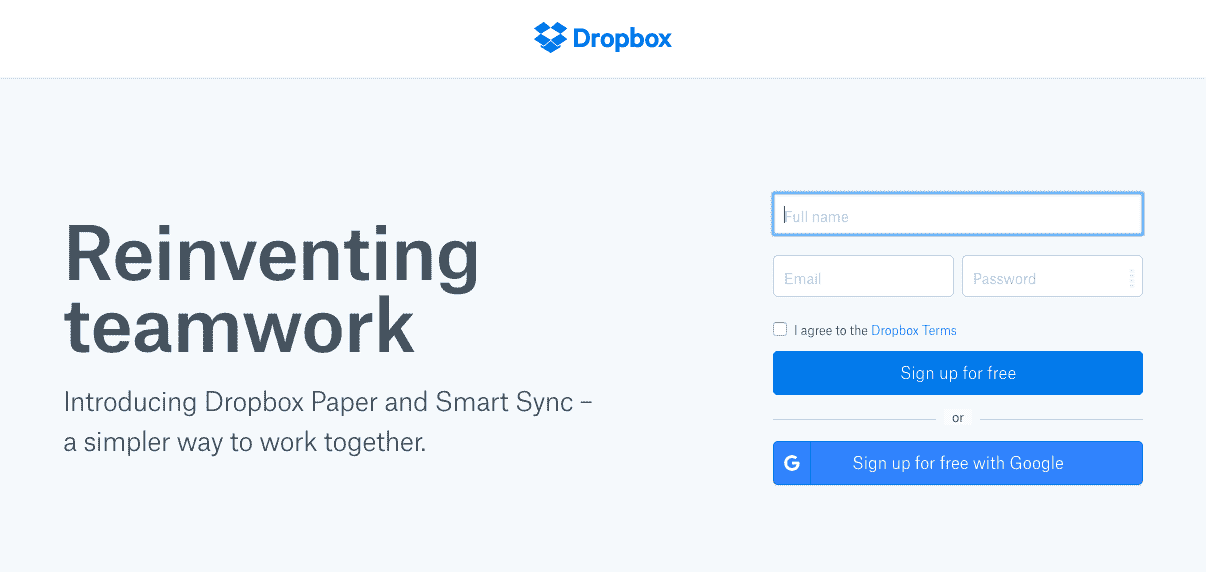 Dropbox
Reinventing
teamwork
Introducing Dropbox Paper and Smart Sync –
a simpler way to work together.
Full name
Email
Password
I agree to the Dropbox Terms
Sign up for free
or
G
Sign up for free with Google